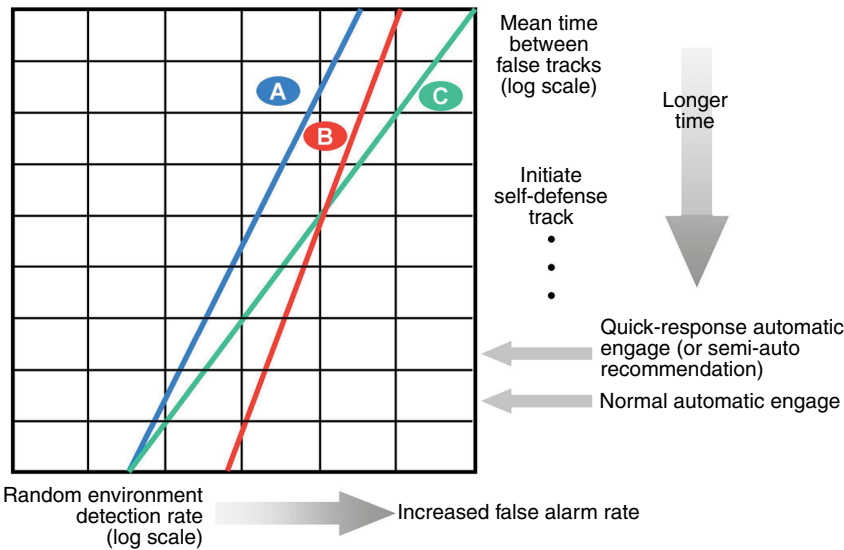 A
B
C
Mean time
between
false tracks
(log scale)
Longer
time
Initiate
self-defense
track
Quick-response automatic
engage (or semi-auto
recommendation)
Normal automatic engage
Random environment
detection rate
(log scale)
Increased false alarm rate